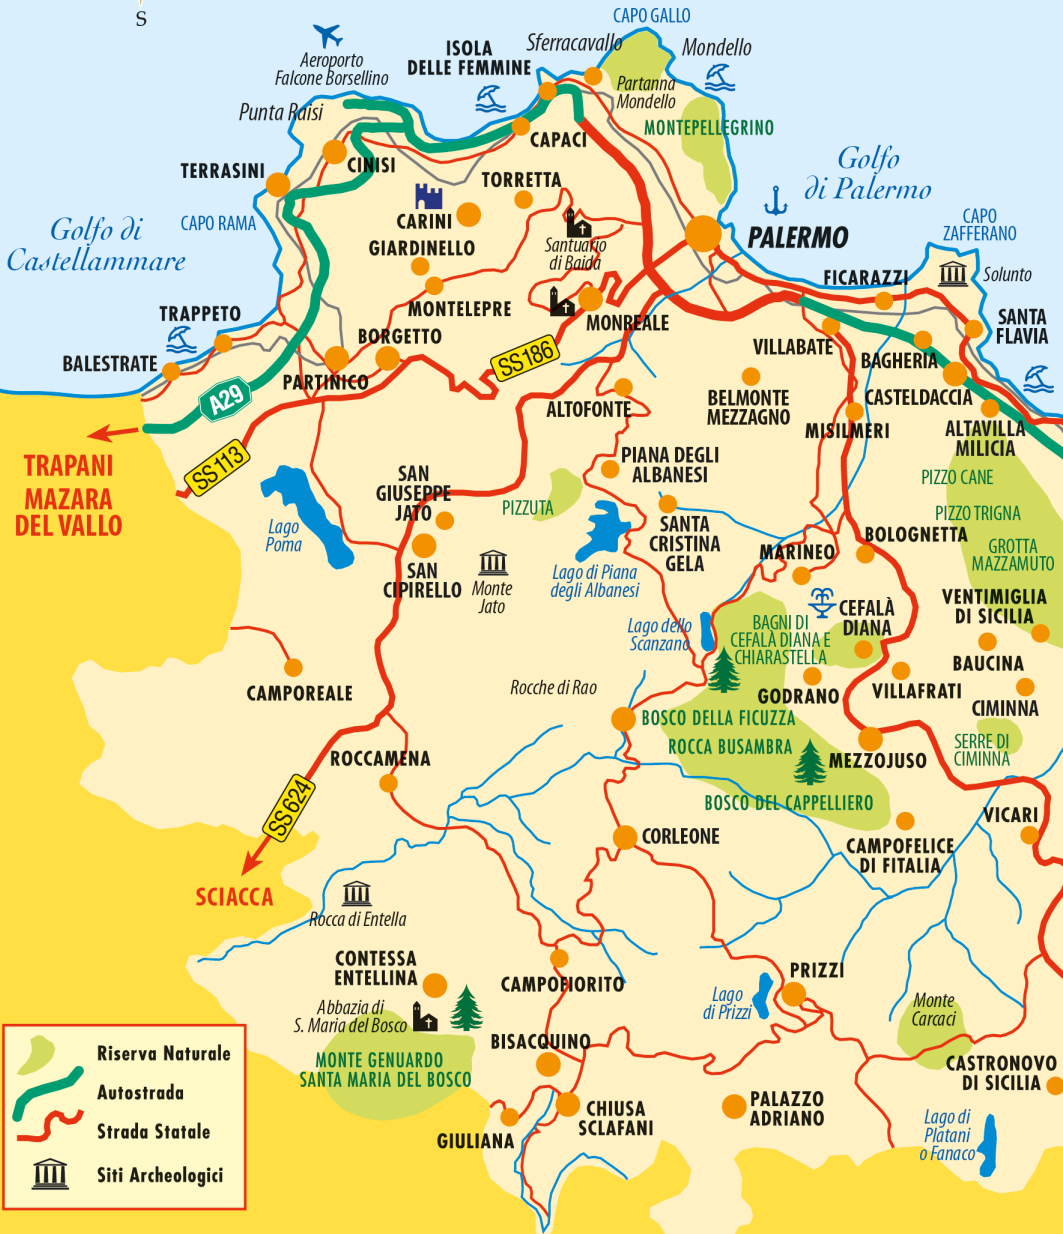 S
CAPO GALLO
Sferracavallo
Mondello
ISOLA
DELLE FEMMINE
Aeroporto
Falcone Borsellino
Partanna
Mondello
Punta Raisi
MONTEPELLEGRINO
CAPACI
CINISI
TERRASINI
TORRETTA
Golfo
di Palermo
CAPO RAMA
CARINI
GIARDINELLO
Golfo di
Castellammare
Santuario
di Baida
PALERMO
CAPO
ZAFFERANO
FICARAZZI
Solunto
MONTELEPRE
MONREALE
TRAPPETO
BORGETTO
SANTA
FLAVIA
BALESTRATE
SS186
VILLABATE
BAGHERIA
PARTINICO
A29
ALTOFONTE
BELMONTE
MEZZAGNO
CASTELDACCIA
MISILMERI
ALTAVILLA
MILICIA
TRAPANI
MAZARA
DEL VALLO
SS113
PIANA DEGLI
ALBANESI
PIZZO CANE
SAN
GIUSEPPE
JATO
PIZZUTA
PIZZO TRIGNA
Lago
Poma
SANTA
CRISTINA
GELA
BOLOGNETTA
MARINEO
GROTTA
MAZZAMUTO
SAN
CIPIRELLO
Monte
Jato
Lago di Piana
degli Albanesi
CEFALÀ
DIANA
VENTIMIGLIA
DI SICILIA
Lago dello
Scanzano
BAGNI DI
CEFALÀ DIANA E
CHIARASTELLA
BAUCINA
CAMPOREALE
Rocche di Rao
GODRANO
VILLAFRATI
CIMINNA
BOSCO DELLA FICUZZA
ROCCA BUSAMBRA
MEZZOJUSO
SERRE DI
CIMINNA
ROCCAMENA
BOSCO DEL CAPPELLIERO
SS624
VICARI
CORLEONE
CAMPOFELICE
DI FITALIA
SCIACCA
Rocca di Entella
CONTESSA
ENTELLINA
CAMPOFIORITO
PRIZZI
Lago
di Prizzi
Abbazia di
S. Maria del Bosco
Monte
Carcaci
BISACQUINO
MONTE GENUARDO
SANTA MARIA DEL BOSCO
CASTRONOVO
DI SICILIA
CHIUSA
SCLAFANI
PALAZZO
ADRIANO
GIULIANA
Lago di
Platani
o Fanaco
Riserva Naturale
Autostrada
Strada Statale
Siti Archeologici